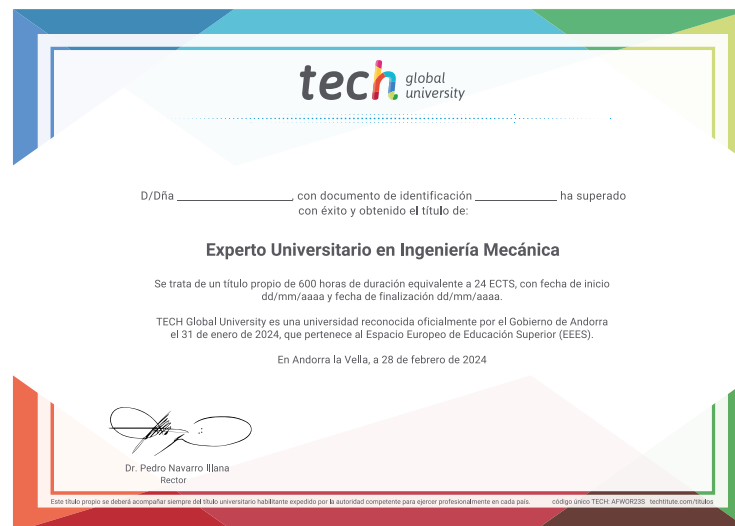 tech global university
D/Dña ____________________, con documento de identificación ______________ ha superado
con éxito y obtenido el título de:
Experto Universitario en Ingeniería Mecánica
Se trata de un título propio de 600 horas de duración equivalente a 24 ECTS, con fecha de inicio
dd/mm/aaaa y fecha de finalización dd/mm/aaaa.
TECH Global University es una universidad reconocida oficialmente por el Gobierno de Andorra
el 31 de enero de 2024, que pertenece al Espacio Europeo de Educación Superior (EEES).
En Andorra la Vella, a 28 de febrero de 2024
Dr. Pedro Navarro Illana
Rector
Este título propio se deberá acompañar siempre del título universitario habilitante expedido por la autoridad competente para ejercer profesionalmente en cada país. código único TECH: AFWOR23S techtitute.com/titulos